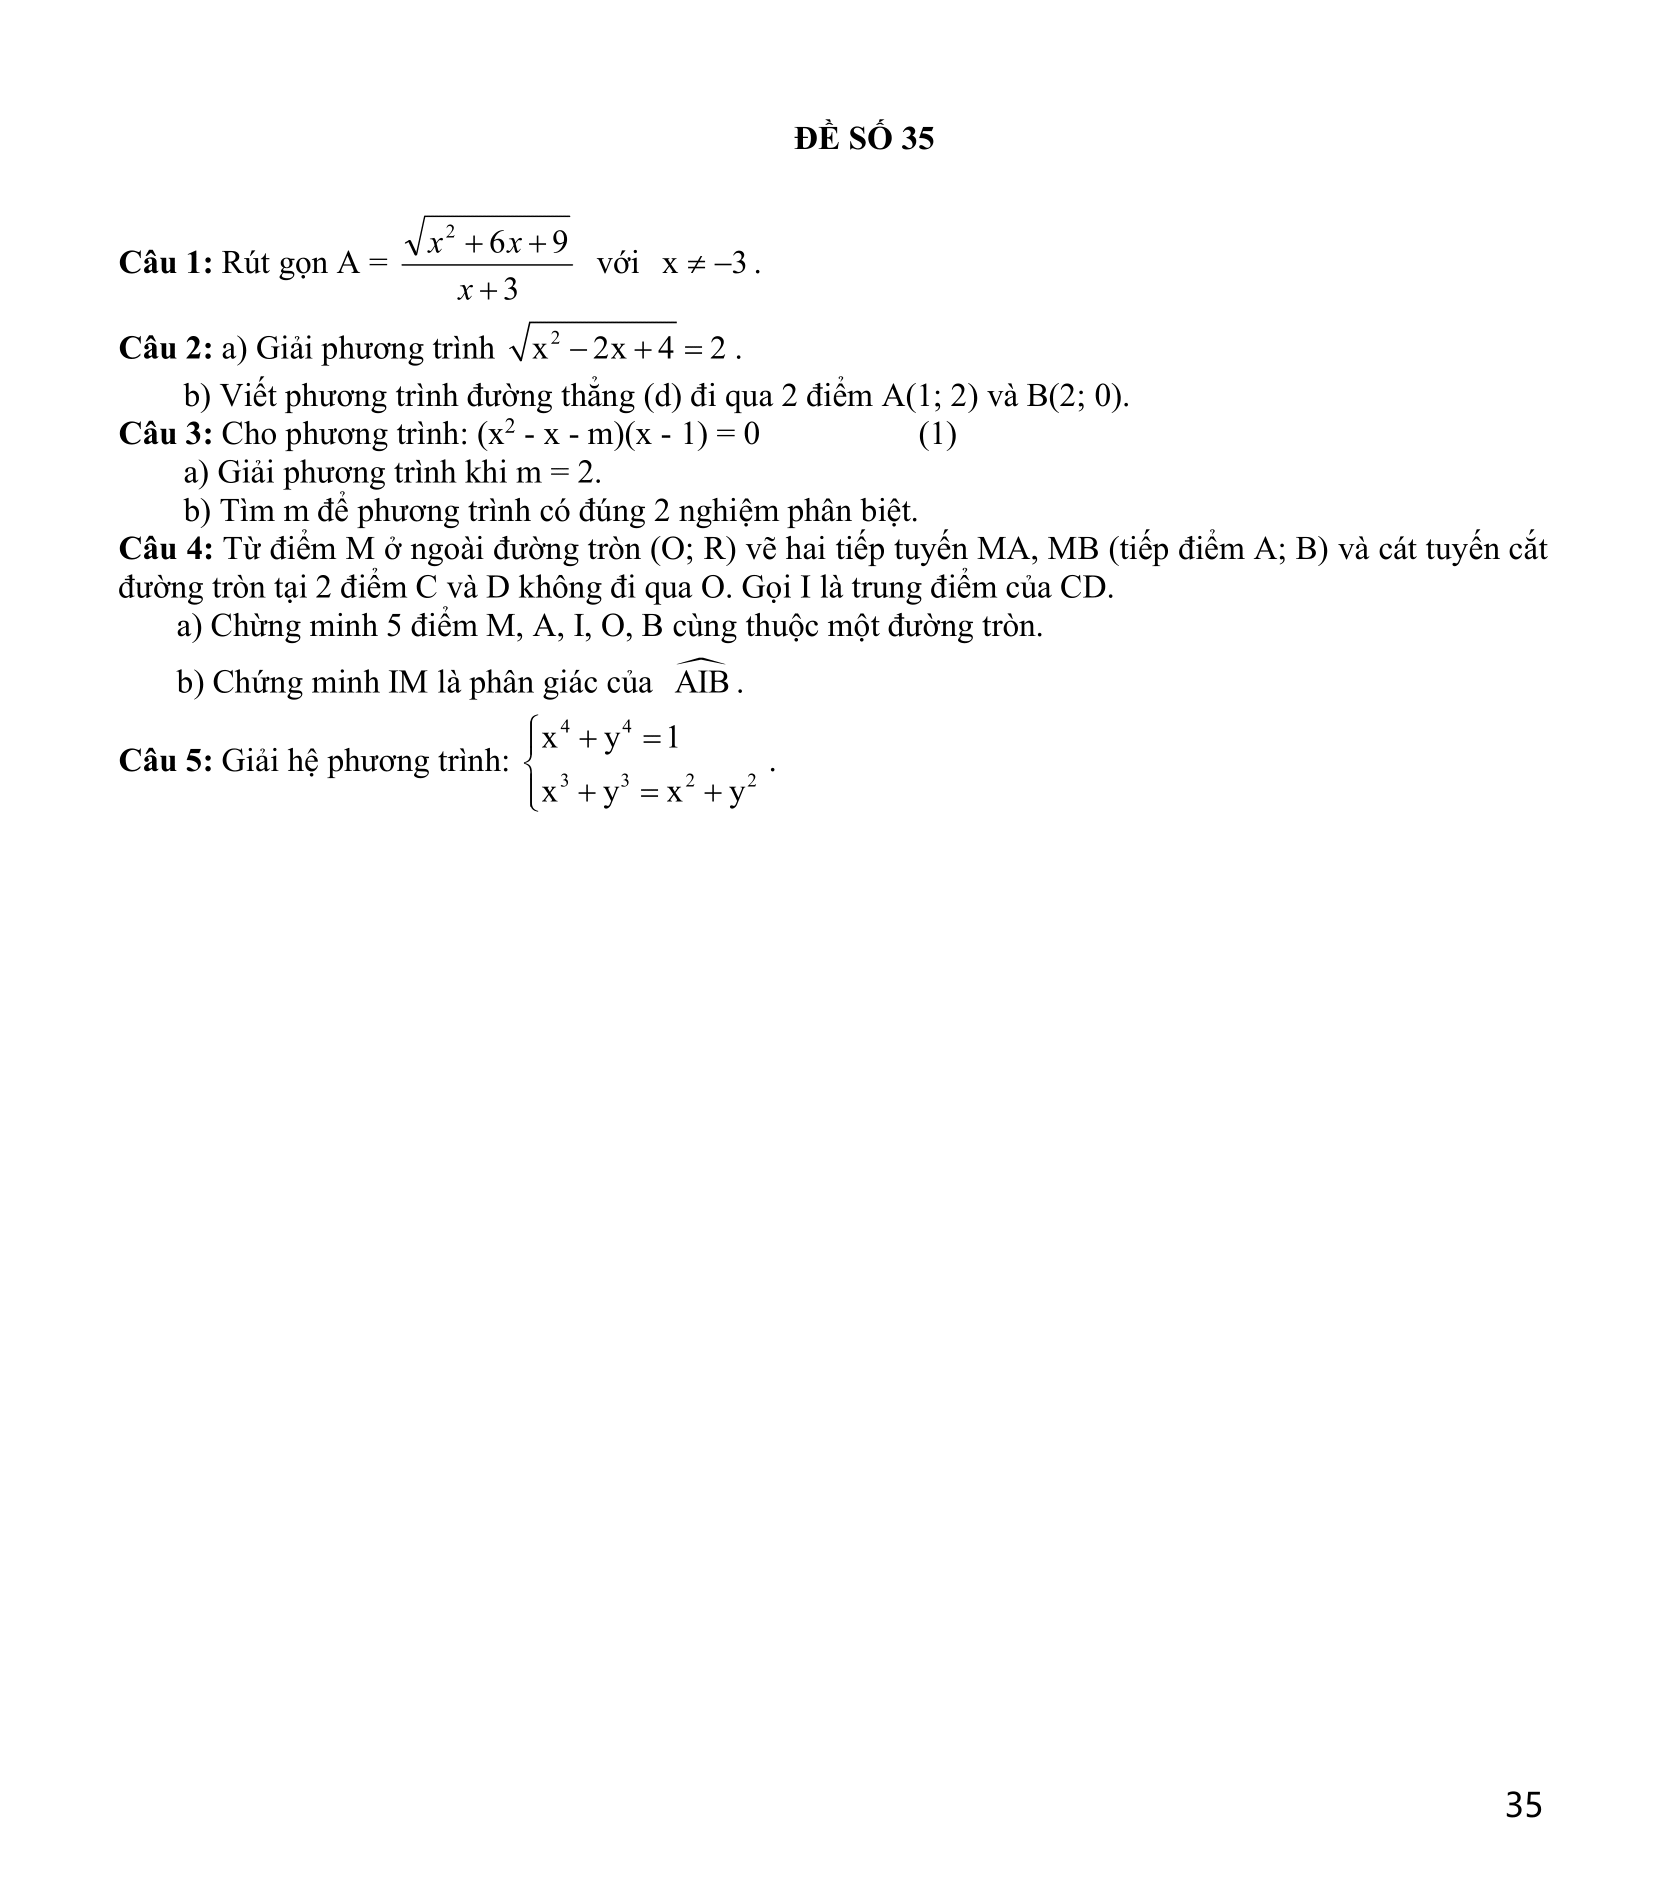 ĐỀ SỐ 35
Câu 1: Rút gọn A = \frac{\sqrt{x^2+6x+9}}{x+3} với x ≠ −3 .
Câu 2: a) Giải phương trình \sqrt{x^2 − 2x + 4} = 2 .
b) Viết phương trình đường thẳng (d) đi qua 2 điểm A(1; 2) và B(2; 0).
Câu 3: Cho phương trình: (x² - x - m)(x - 1) = 0 (1)
a) Giải phương trình khi m = 2.
b) Tìm m để phương trình có đúng 2 nghiệm phân biệt.
Câu 4: Từ điểm M ở ngoài đường tròn (O; R) vẽ hai tiếp tuyến MA, MB (tiếp điểm A; B) và cát tuyến cắt
đường tròn tại 2 điểm C và D không đi qua O. Gọi I là trung điểm của CD.
a) Chừng minh 5 điểm M, A, I, O, B cùng thuộc một đường tròn.
b) Chứng minh IM là phân giác của \widehat{AIB} .
Câu 5: Giải hệ phương trình: \begin{cases} x^4 + y^4 = 1 \\ x^3 + y^3 = x^2 + y^2 \end{cases} .
35